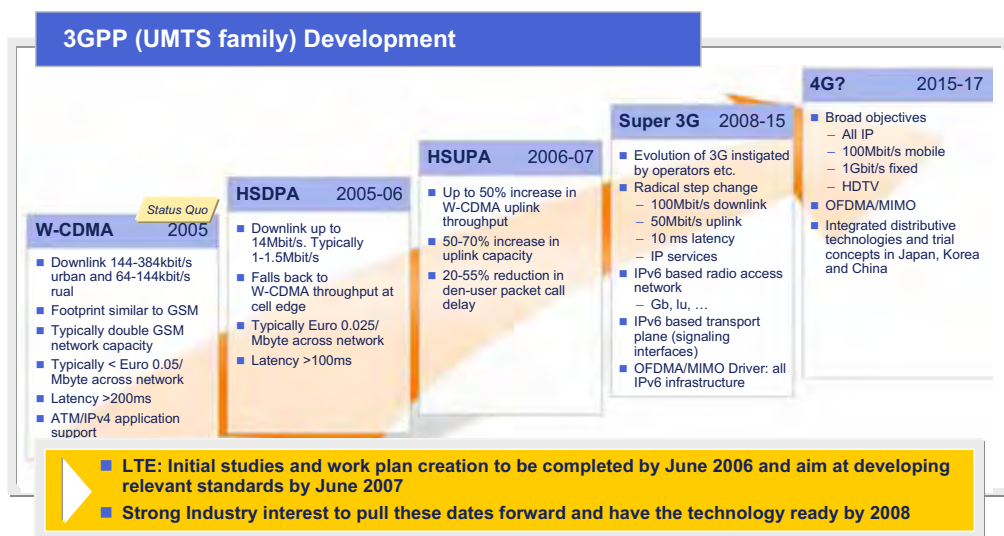 3GPP (UMTS family) Development
Status Quo
W-CDMA 2005
■ Downlink 144-384kbit/s
urban and 64-144kbit/s
rual
■ Footprint similar to GSM
■ Typically double GSM
network capacity
■ Typically < Euro 0.05/
Mbyte across network
■ Latency >200ms
■ ATM/IPv4 application
support
HSDPA 2005-06
■ Downlink up to
14Mbit/s. Typically
1-1.5Mbit/s
■ Falls back to
W-CDMA throughput at
cell edge
■ Typically Euro 0.025/
Mbyte across network
■ Latency >100ms
HSUPA 2006-07
■ Up to 50% increase in
W-CDMA uplink
throughput
■ 50-70% increase in
uplink capacity
■ 20-55% reduction in
den-user packet call
delay
Super 3G 2008-15
■ Evolution of 3G instigated
by operators etc.
■ Radical step change
– 100Mbit/s downlink
– 50Mbit/s uplink
– 10 ms latency
– IP services
■ IPv6 based radio access
network
– Gb, Iu, …
■ IPv6 based transport
plane (signaling
interfaces)
■ OFDMA/MIMO Driver: all
IPv6 infrastructure
4G? 2015-17
■ Broad objectives
– All IP
– 100Mbit/s mobile
– 1Gbit/s fixed
– HDTV
■ OFDMA/MIMO
■ Integrated distributive
technologies and trial
concepts in Japan, Korea
and China
■ LTE: Initial studies and work plan creation to be completed by June 2006 and aim at developing
relevant standards by June 2007
■ Strong Industry interest to pull these dates forward and have the technology ready by 2008